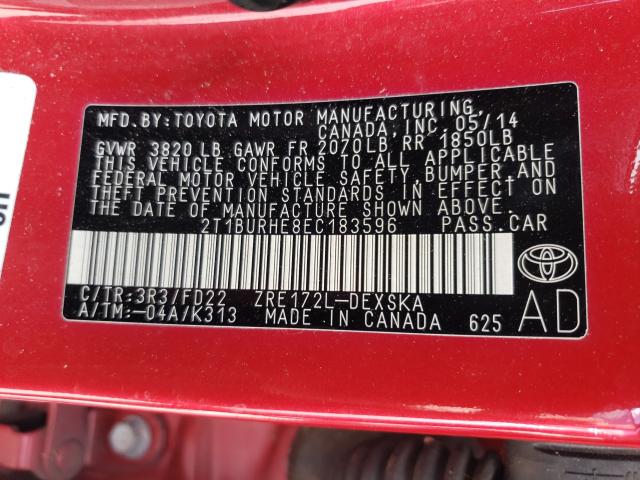 MFD. BY: TOYOTA MOTOR MANUFACTURING,
CANADA, INC. 05/14
GVWR 3820 LB GAWR FR 2070LB, RR 1850LB
THIS VEHICLE CONFORMS TO ALL APPLICABLE
FEDERAL MOTOR VEHICLE SAFETY, BUMPER, AND
THEFT PREVENTION STANDARDS IN EFFECT ON
THE DATE OF MANUFACTURE SHOWN ABOVE.
2T1BURHE8EC183596 PASS.CAR
C/TR:3R3/FD22 ZRE172L-DEXSKA
A/TM:-04A/K313 MADE IN CANADA 625 AD